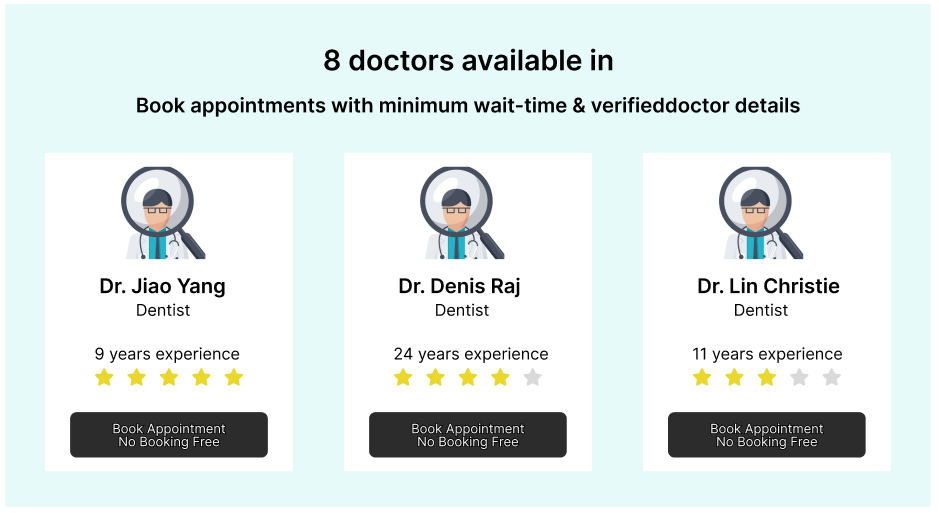 8 doctors available in
Book appointments with minimum wait-time & verifieddoctor details
Dr. Jiao Yang
Dentist
9 years experience
Book Appointment
No Booking Free
Dr. Denis Raj
Dentist
24 years experience
Book Appointment
No Booking Free
Dr. Lin Christie
Dentist
11 years experience
Book Appointment
No Booking Free